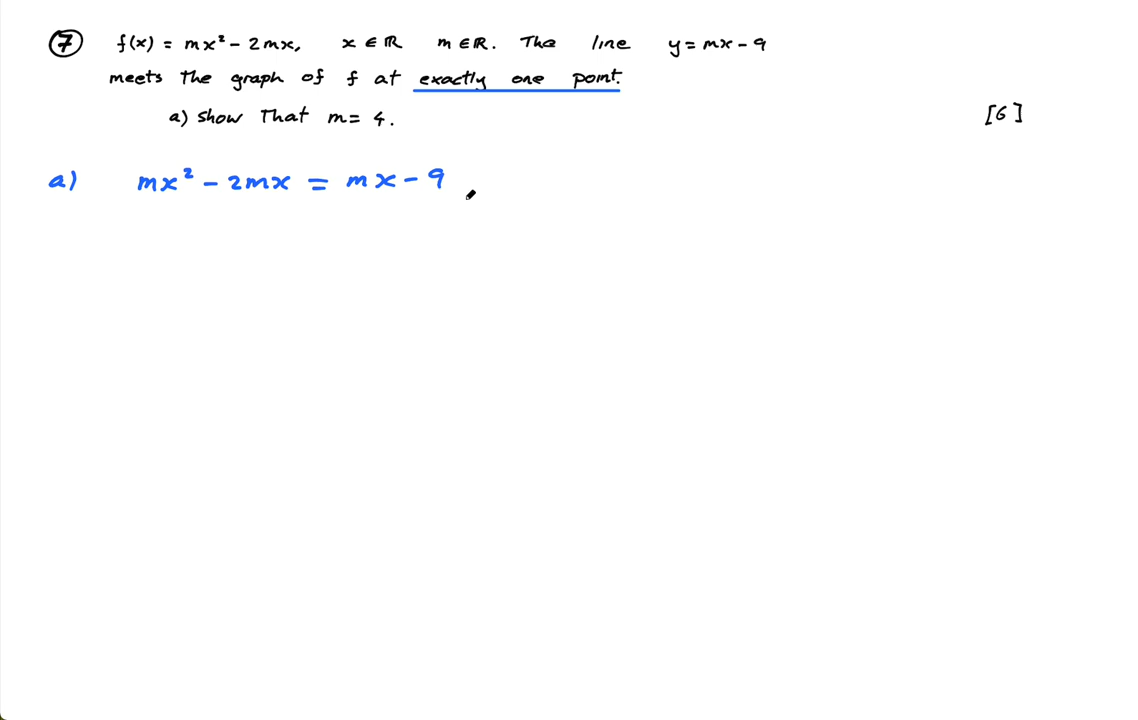 ⑦ f(x) = mx² - 2mx, x ∈ ℝ m ∈ ℝ. The line y = mx - 9
meets the graph of f at exactly one point.
a) show that m = 4. [6]
a) mx² - 2mx = mx - 9